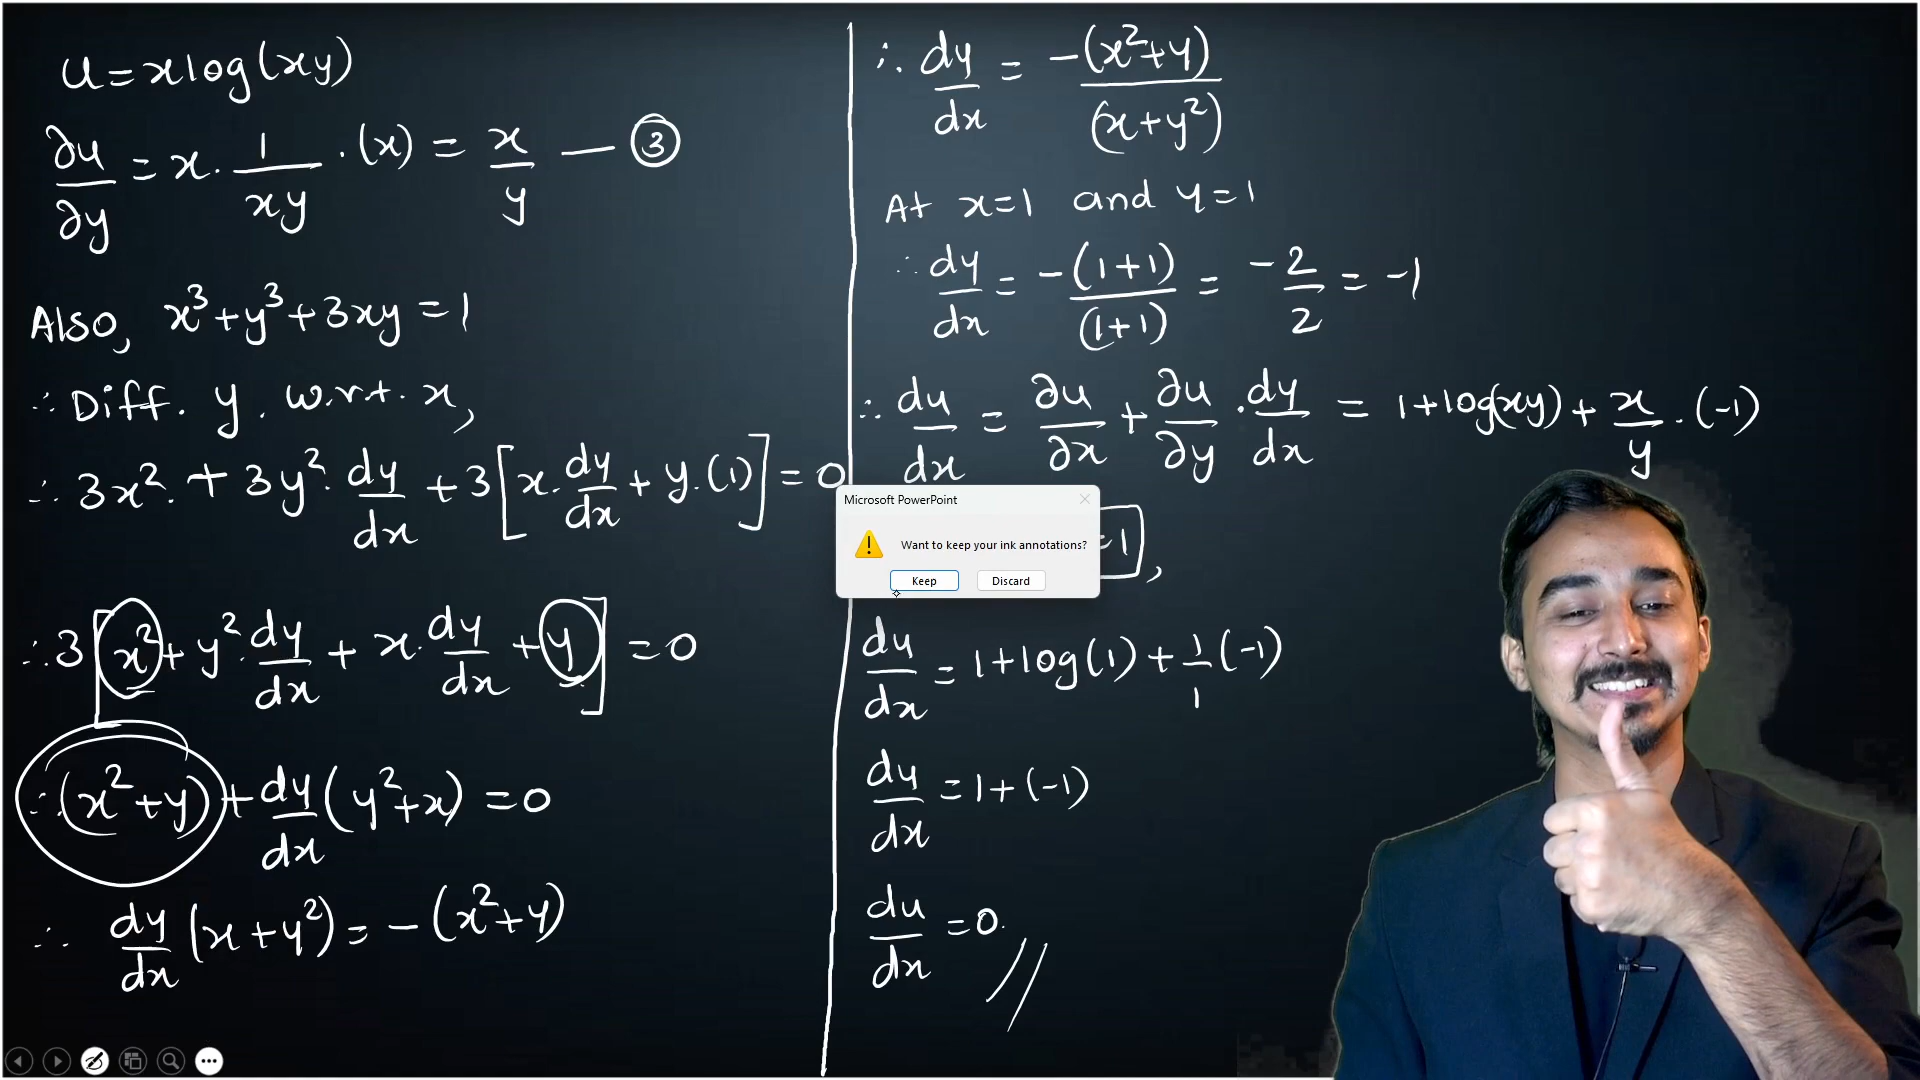 u=xlog(xy)
∂u/∂y = x · 1/xy · (x) = x/y — ③
Also, x³+y³+3xy=1
∴ Diff. y. w.r.t. x,
∴ 3x² + 3y² · dy/dx + 3[x · dy/dx + y.(1)] = 0
∴ 3[x² + y² · dy/dx + x · dy/dx + y] = 0
∴ (x²+y) + dy/dx (y²+x) = 0
∴ dy/dx (x+y²) = -(x²+y)
∴ dy/dx = -(x²+y)/(x+y²)
At x=1 and y=1
∴ dy/dx = -(1+1)/(1+1) = -2/2 = -1
∴ du/dx = ∂u/∂x + ∂u/∂y · dy/dx = 1+log(xy) + x/y · (-1)
=1,
Microsoft PowerPoint
Want to keep your ink annotations?
Keep Discard
du/dx = 1+log(1) + 1/1 (-1)
du/dx = 1+(-1)
du/dx = 0.